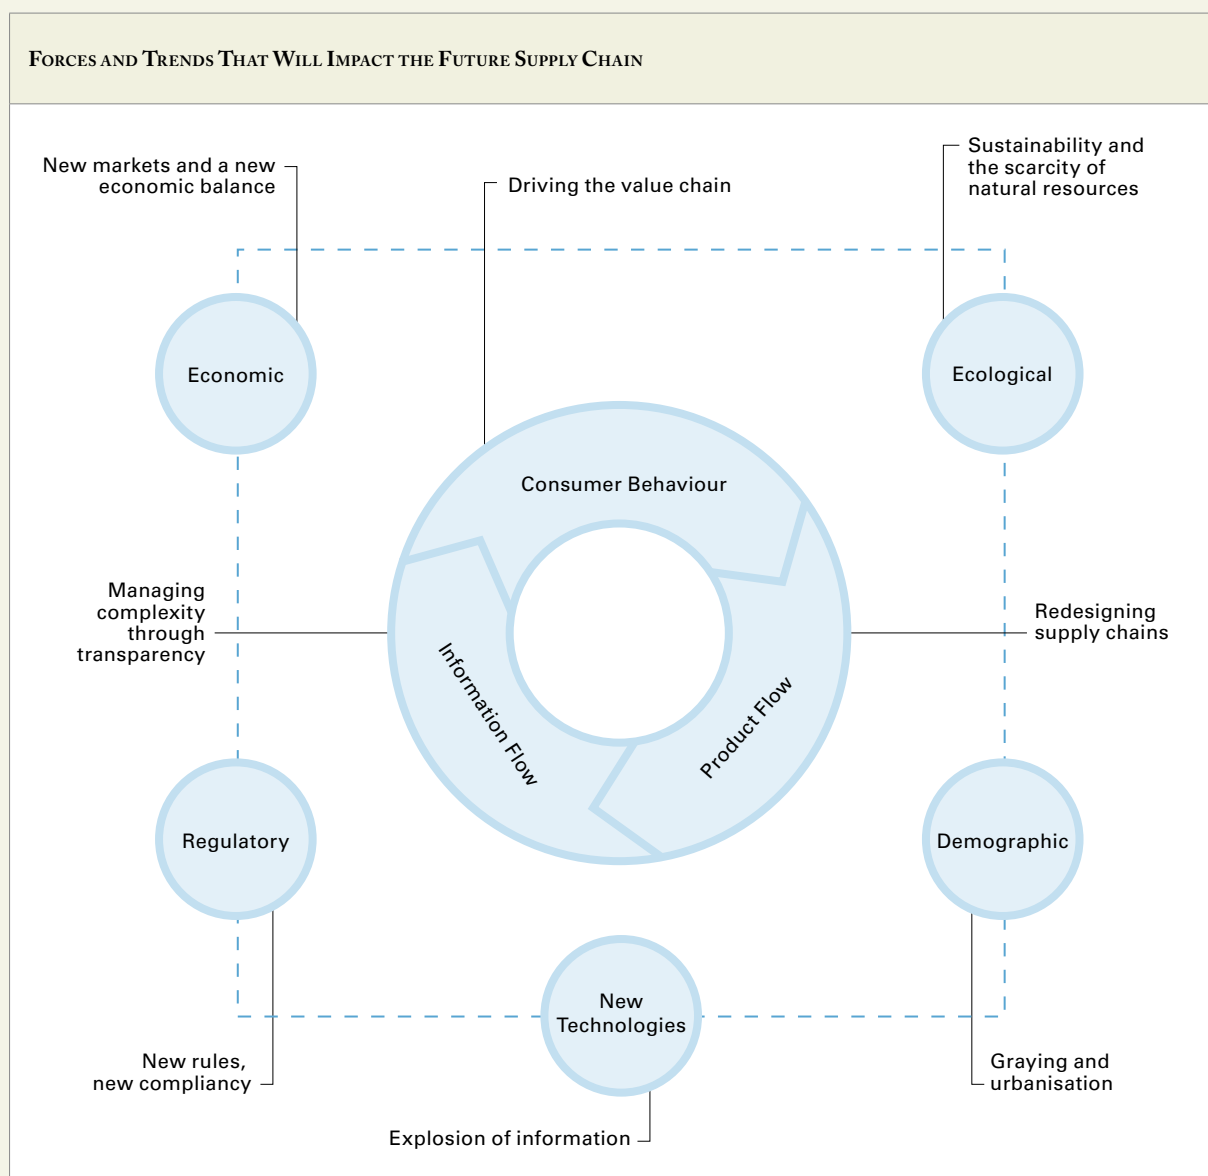 FORCES AND TRENDS THAT WILL IMPACT THE FUTURE SUPPLY CHAIN
New markets and a new
economic balance
Driving the value chain
Sustainability and
the scarcity of
natural resources
Economic
Ecological
Consumer Behaviour
Managing
complexity
through
transparency
Redesigning
supply chains
Information Flow
Product Flow
Regulatory
Demographic
New
Technologies
New rules,
new compliancy
Graying and
urbanisation
Explosion of information